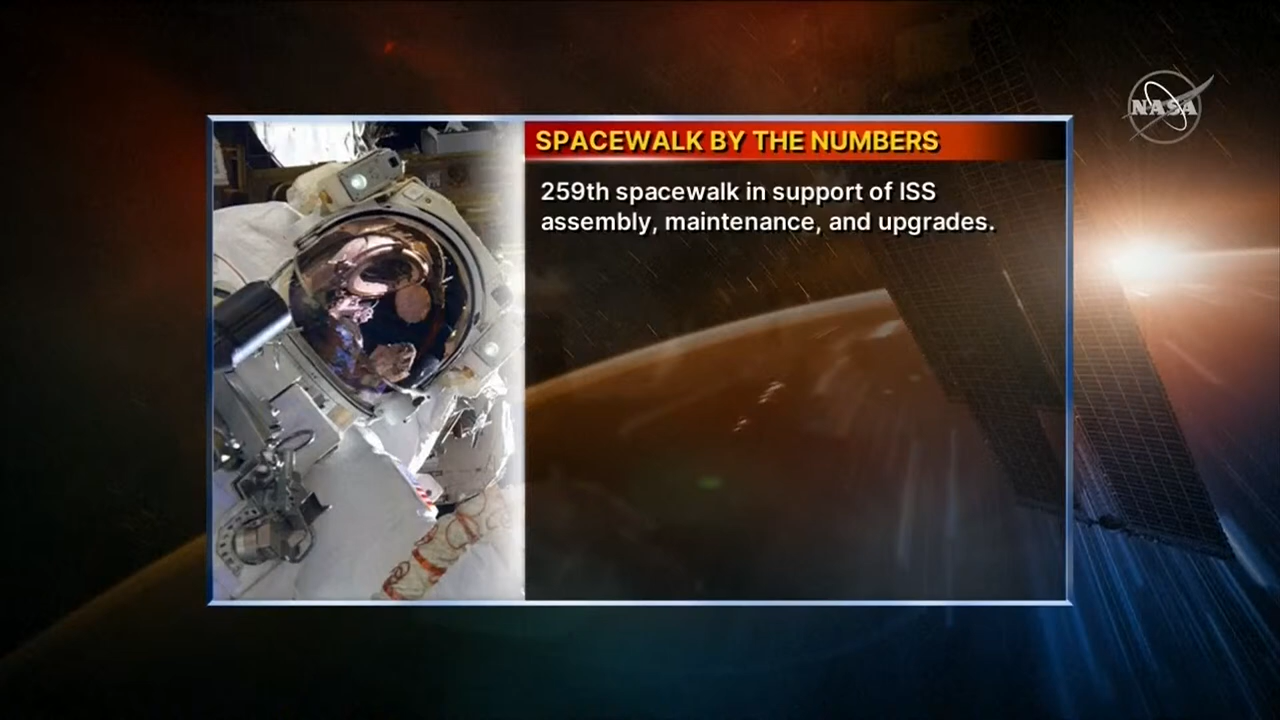 NASA
SPACEWALK BY THE NUMBERS
259th spacewalk in support of ISS
assembly, maintenance, and upgrades.